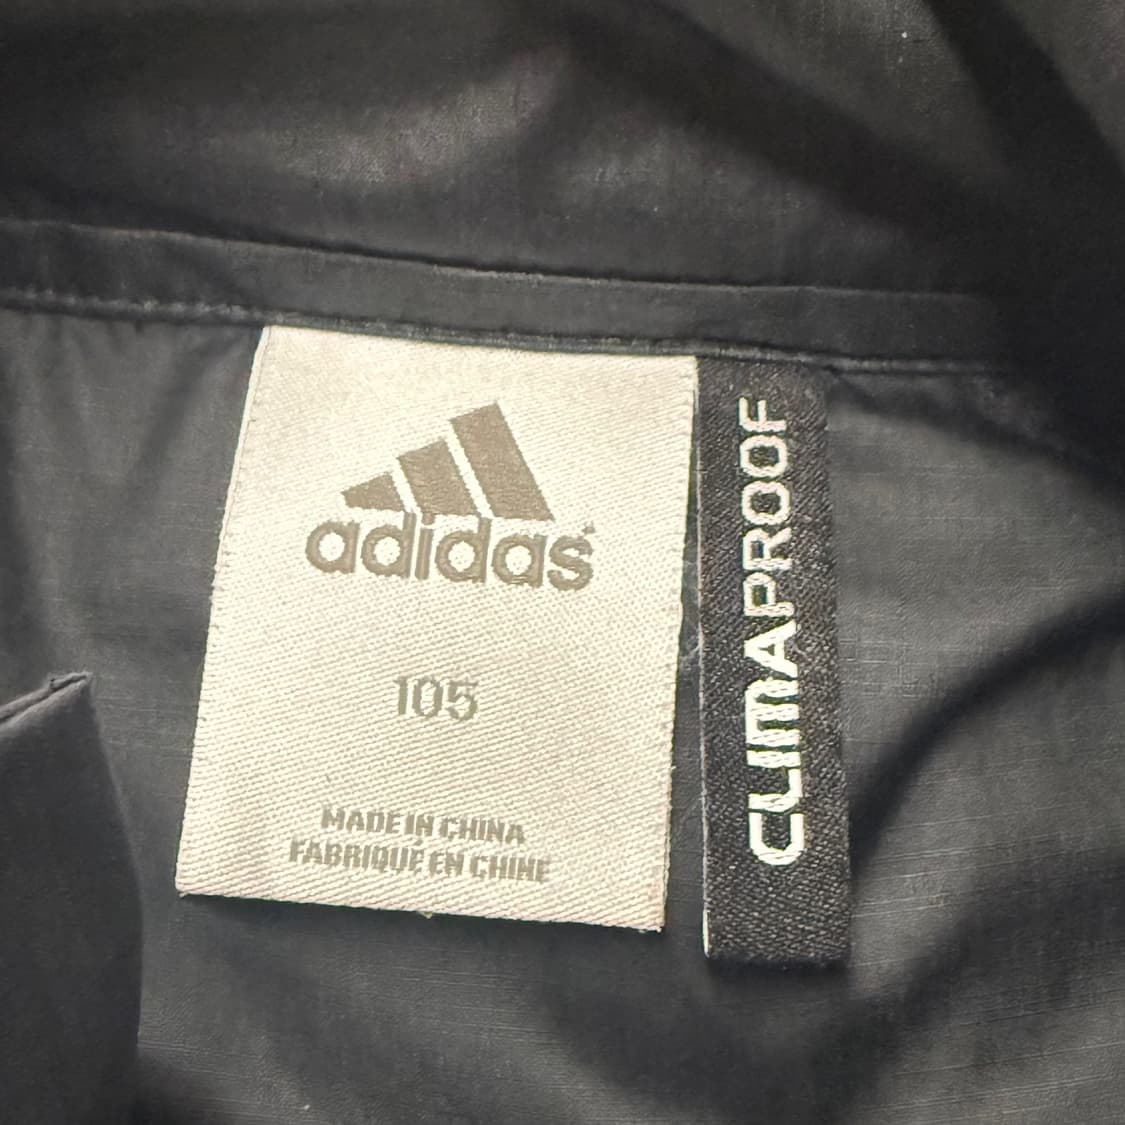 adidas
105
MADE IN CHINA
FABRIQUÉ EN CHINE
CLIMAPROOF